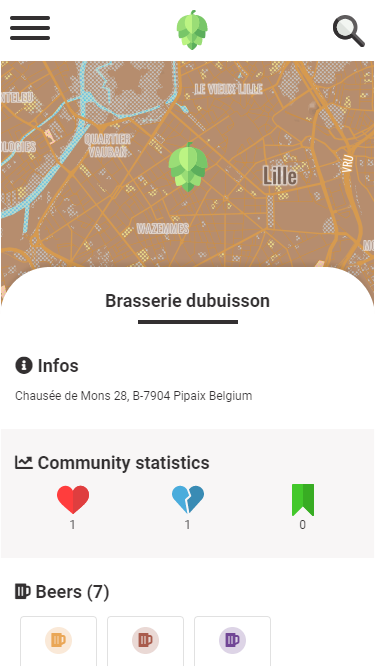 LE VIEUX LILLE
QUARTIER
VAUBAN
Lille
WAZEMMES
Brasserie dubuisson
Infos
Chausée de Mons 28, B-7904 Pipaix Belgium
Community statistics
1
1
0
Beers (7)